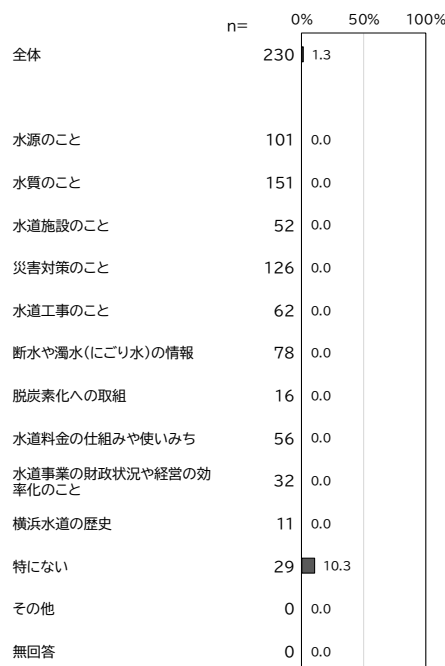 n= 0% 50% 100%
全体 230 1.3
水源のこと 101 0.0
水質のこと 151 0.0
水道施設のこと 52 0.0
災害対策のこと 126 0.0
水道工事のこと 62 0.0
断水や濁水(にごり水)の情報 78 0.0
脱炭素化への取組 16 0.0
水道料金の仕組みや使いみち 56 0.0
水道事業の財政状況や経営の効
率化のこと 32 0.0
横浜水道の歴史 11 0.0
特にない 29 10.3
その他 0 0.0
無回答 0 0.0